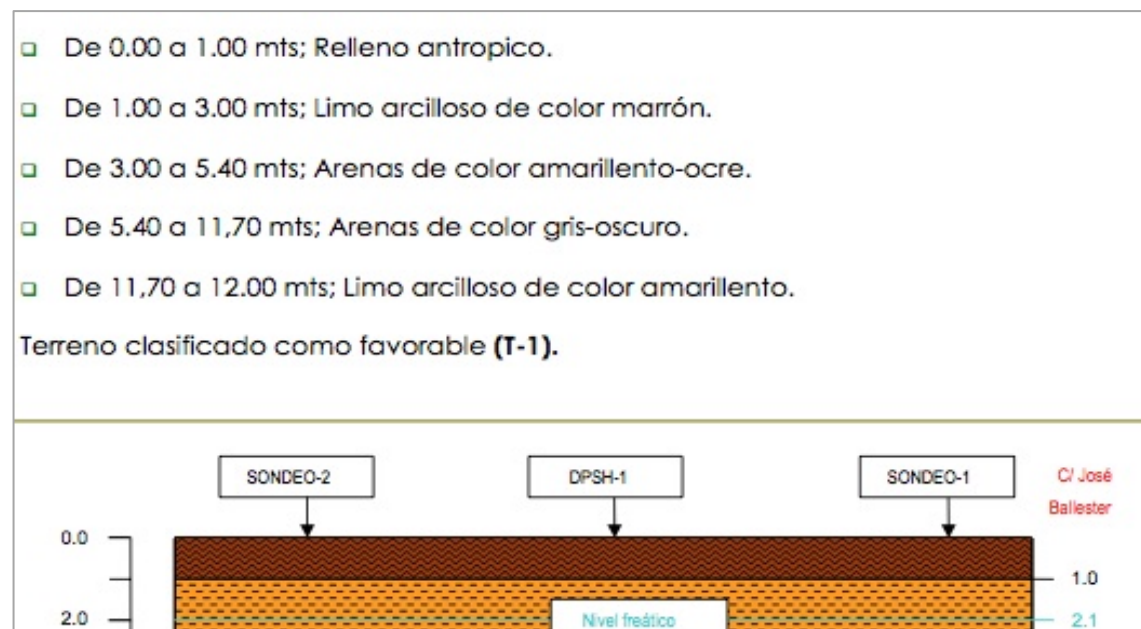 De 0.00 a 1.00 mts; Relleno antropico.
De 1.00 a 3.00 mts; Limo arcilloso de color marrón.
De 3.00 a 5.40 mts; Arenas de color amarillento-ocre.
De 5.40 a 11,70 mts; Arenas de color gris-oscuro.
De 11,70 a 12.00 mts; Limo arcilloso de color amarillento.
Terreno clasificado como favorable (T-1).
SONDEO-2
DPSH-1
SONDEO-1
C/ José
Ballester
0.0
1.0
2.0
Nivel freático
2.1